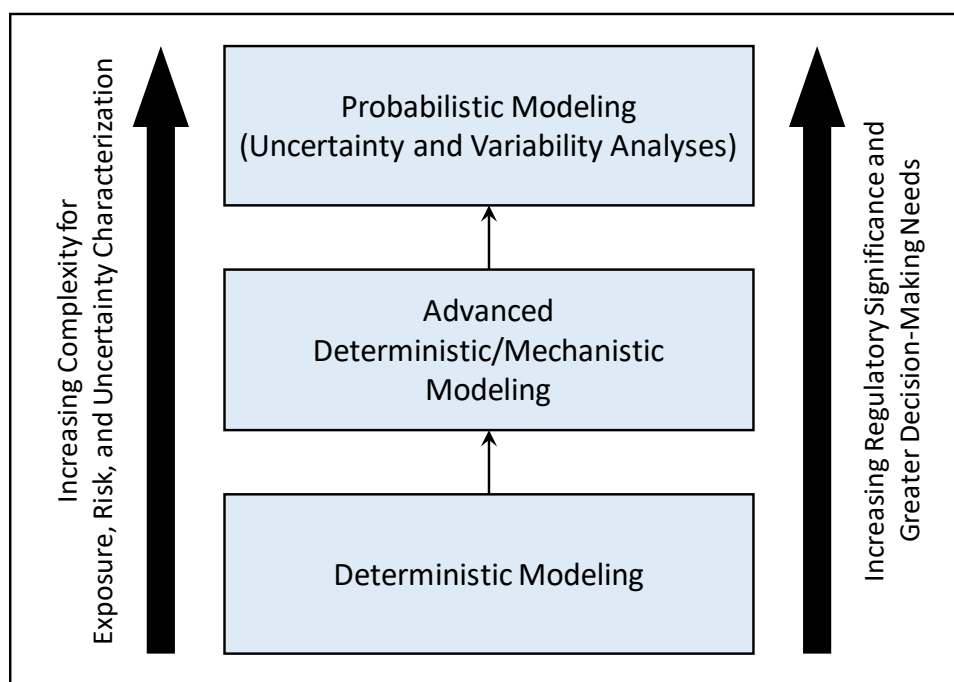 Increasing Complexity for
Exposure, Risk, and Uncertainty Characterization
Probabilistic Modeling
(Uncertainty and Variability Analyses)
Advanced
Deterministic/Mechanistic
Modeling
Deterministic Modeling
Increasing Regulatory Significance and
Greater Decision-Making Needs